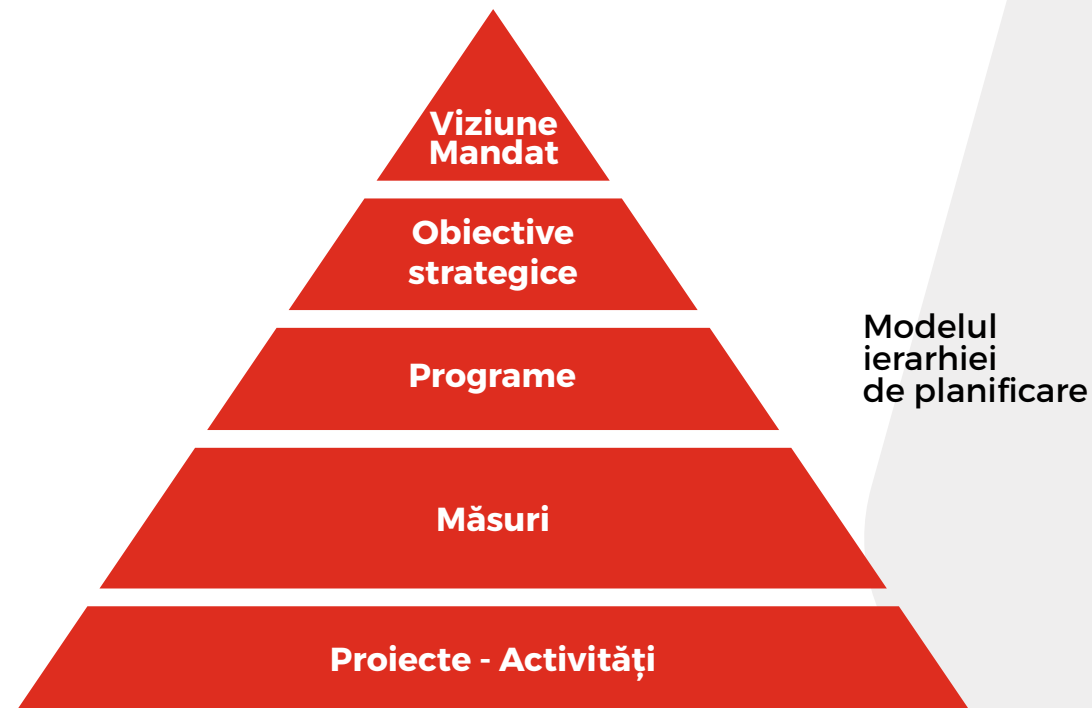 Viziune
Mandat
Obiective
strategice
Programe
Modelul
ierarhiei
de planificare
Măsuri
Proiecte - Activități